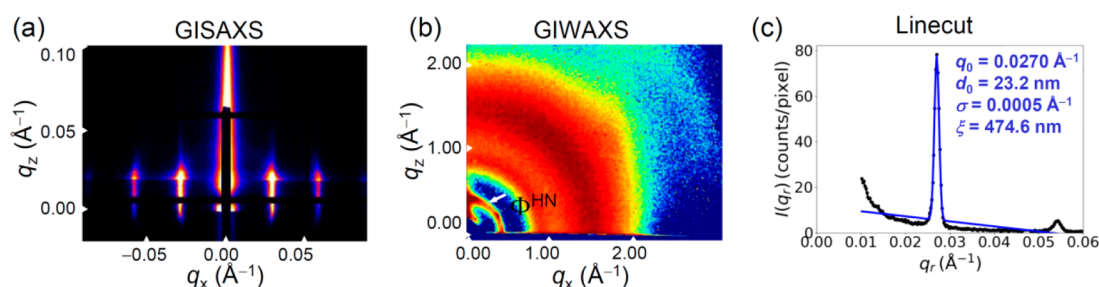 (a) GISAXS
0.10
0.05
0.00
q_z (Å⁻¹)
−0.05 0.00 0.05
q_x (Å⁻¹)
(b) GIWAXS
2.00
1.00
0.00
q_z (Å⁻¹)
Φ^HN
0.00 1.00 2.00
q_x (Å⁻¹)
(c) Linecut
80
60
40
20
0
I(q_r) (counts/pixel)
q₀ = 0.0270 Å⁻¹
d₀ = 23.2 nm
σ = 0.0005 Å⁻¹
ξ = 474.6 nm
0.00 0.01 0.02 0.03 0.04 0.05 0.06
q_r (Å⁻¹)